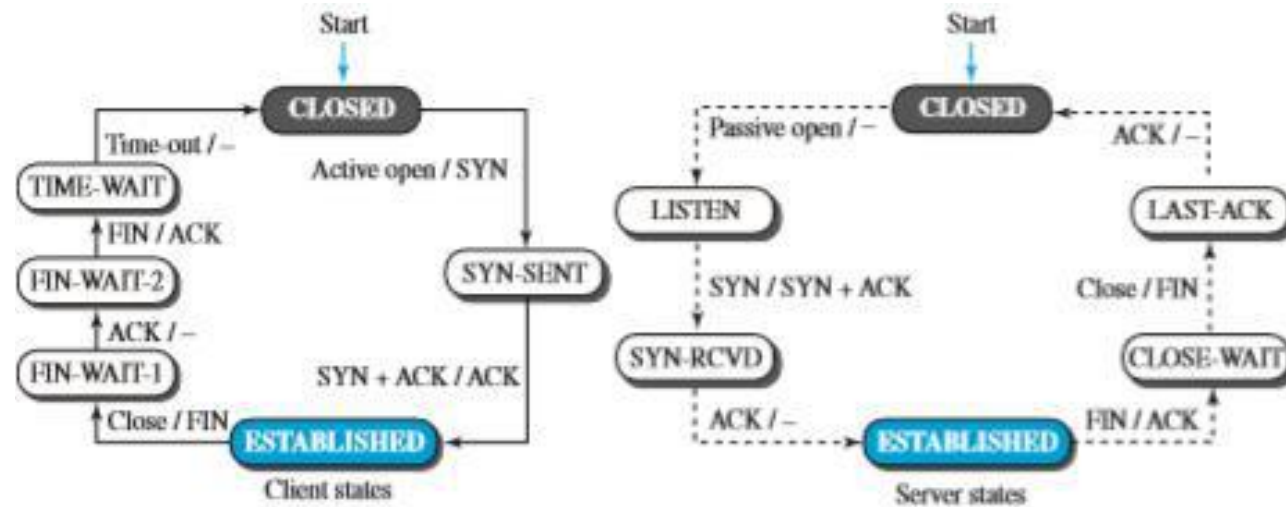 Start
CLOSED
Time-out / –
Active open / SYN
TIME-WAIT
FIN / ACK
FIN-WAIT-2
SYN-SENT
ACK / –
FIN-WAIT-1
SYN + ACK / ACK
Close / FIN
ESTABLISHED
Client states
Start
CLOSED
Passive open / –
ACK / –
LISTEN
LAST-ACK
SYN / SYN + ACK
Close / FIN
SYN-RCVD
CLOSE-WAIT
ACK / –
ESTABLISHED
FIN / ACK
Server states